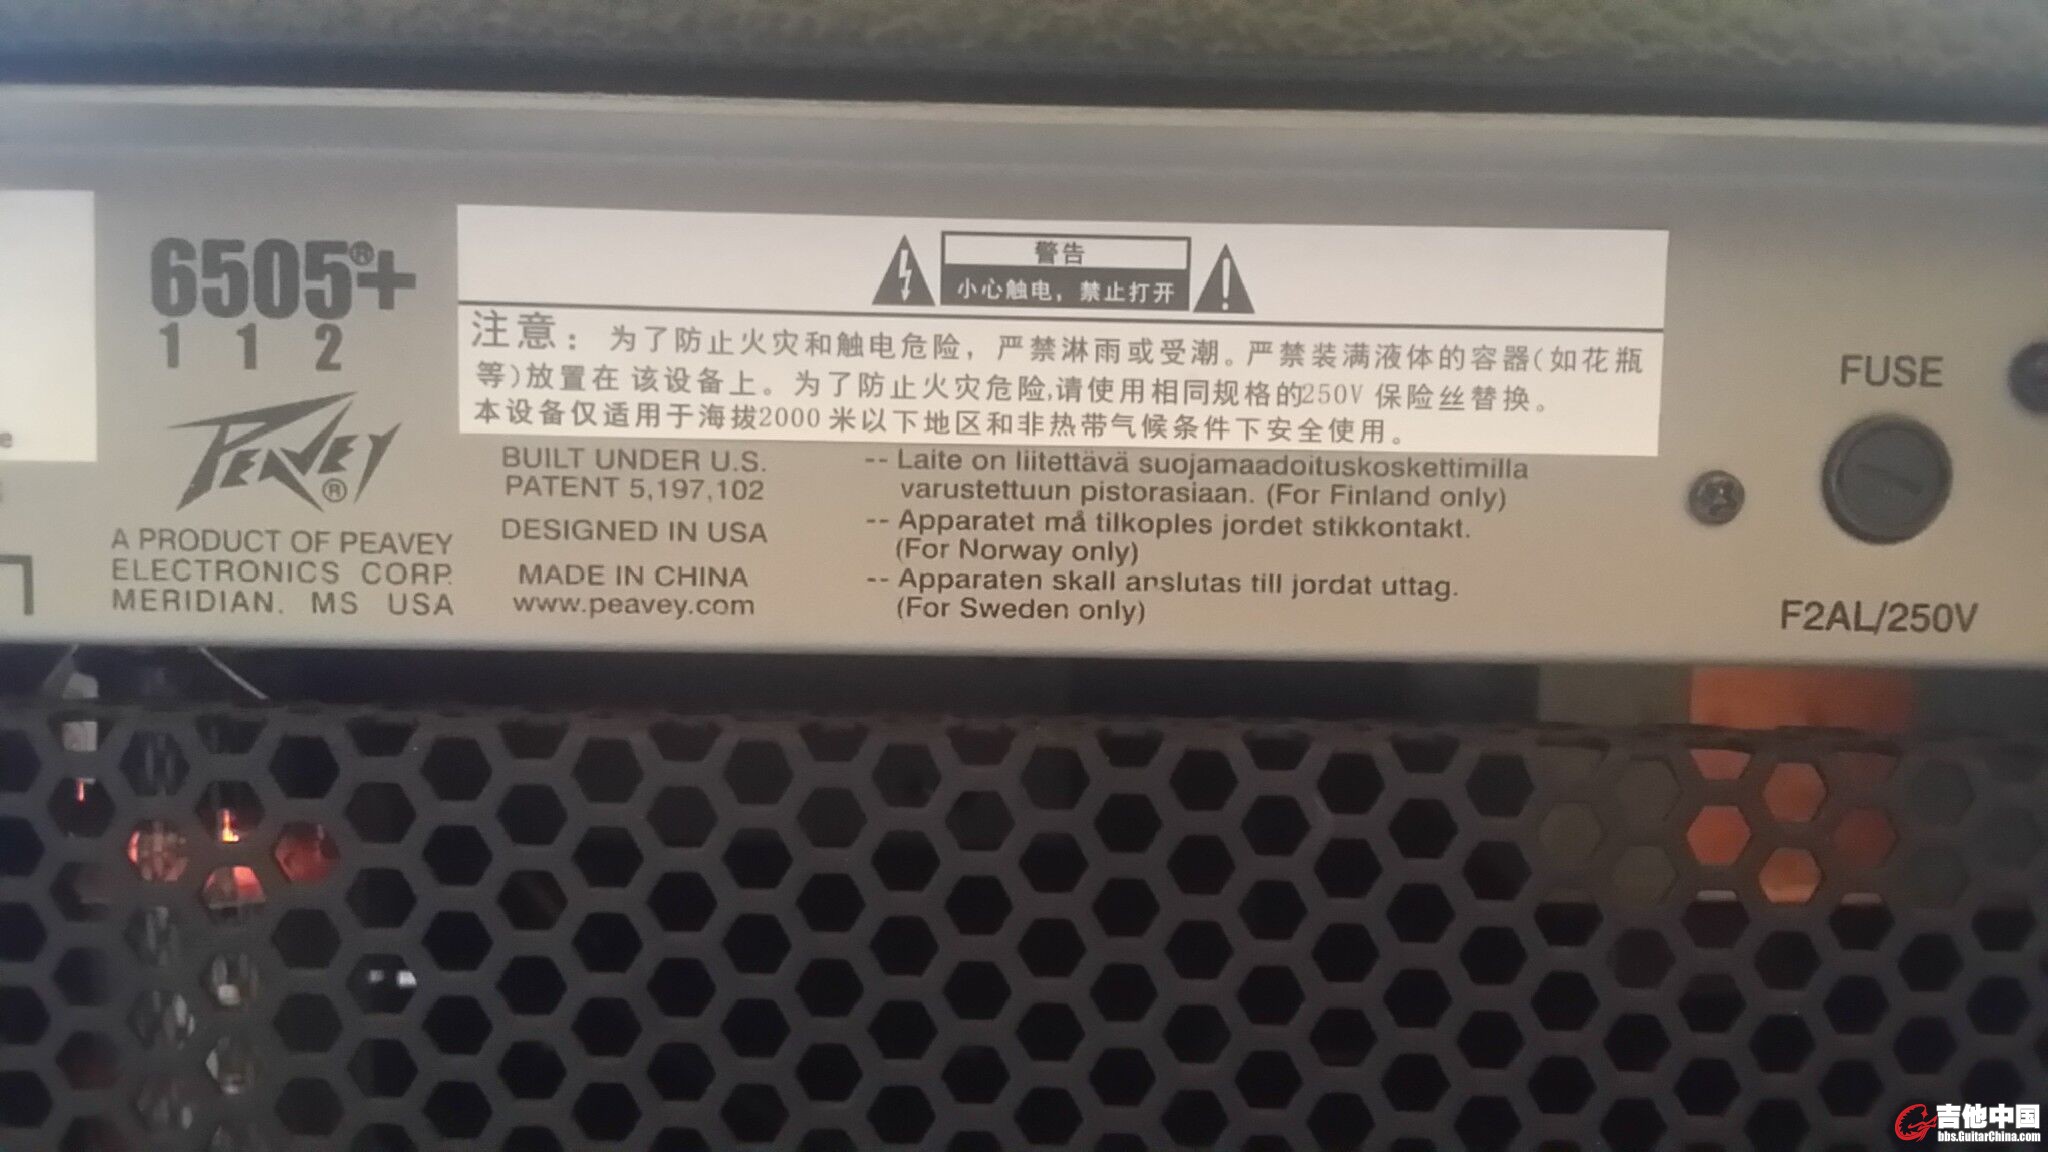 6505®+
1 1 2
PEAVEY®
A PRODUCT OF PEAVEY
ELECTRONICS CORP.
MERIDIAN. MS USA
警告
小心触电，禁止打开
注意：为了防止火灾和触电危险，严禁淋雨或受潮。严禁装满液体的容器(如花瓶
等)放置在 该设备上。为了防止火灾危险,请使用相同规格的250V 保险丝替换。
本设备仅适用于海拔2000 米以下地区和非热带气候条件下安全使用。
BUILT UNDER U.S.
PATENT 5,197,102
DESIGNED IN USA
MADE IN CHINA
www.peavey.com
-- Laite on liitettävä suojamaadoituskoskettimilla
varustettuun pistorasiaan. (For Finland only)
-- Apparatet må tilkoples jordet stikkontakt.
(For Norway only)
-- Apparaten skall anslutas till jordat uttag.
(For Sweden only)
FUSE
F2AL/250V
吉他中国
bbs.GuitarChina.com